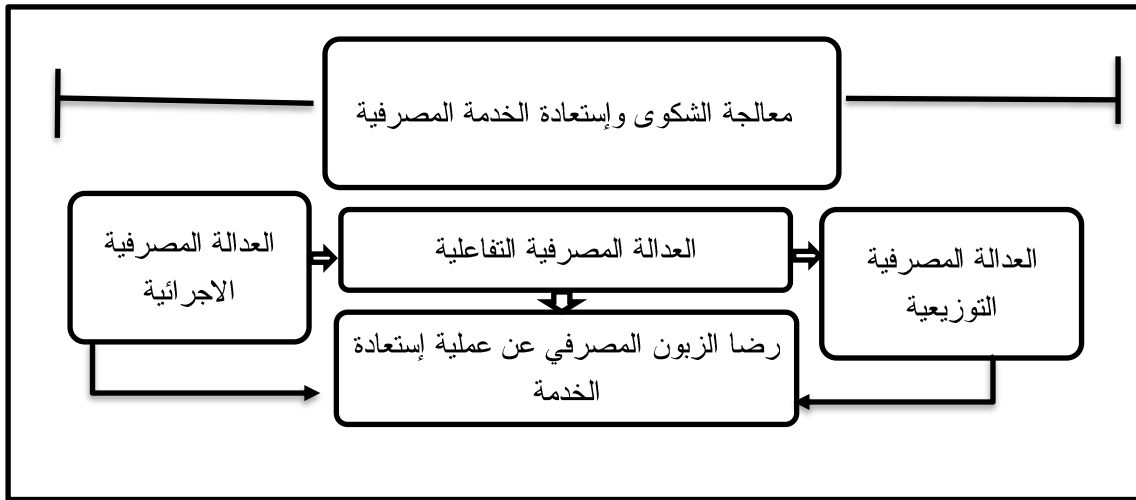 معالجة الشكوى وإستعادة الخدمة المصرفية
العدالة المصرفية
التوزيعية
العدالة المصرفية التفاعلية
العدالة المصرفية
الاجرائية
رضا الزبون المصرفي عن عملية إستعادة
الخدمة